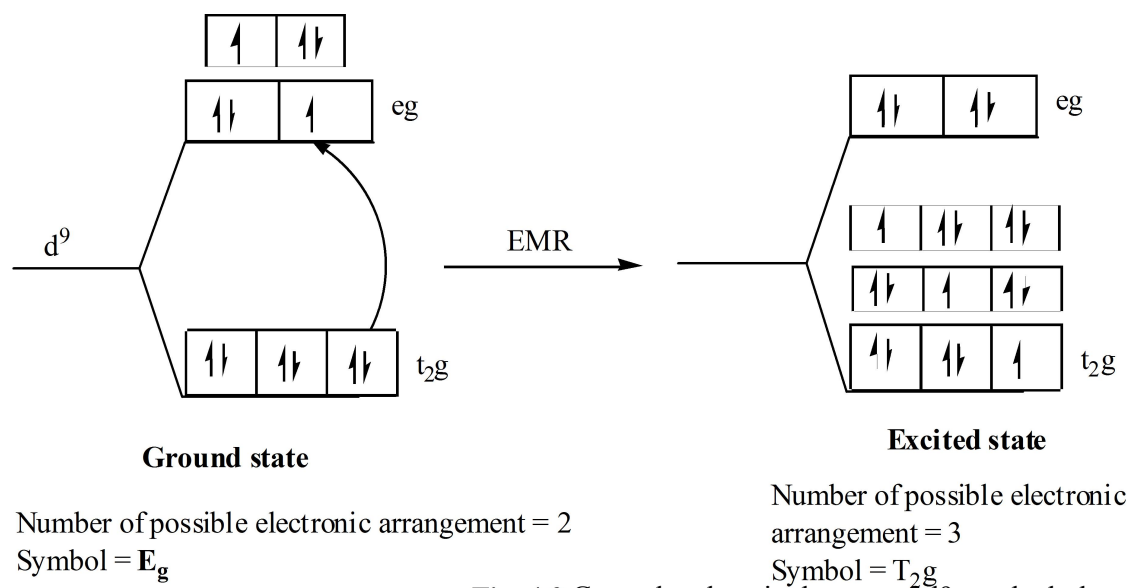 eg
eg
d⁹
EMR
t₂g
t₂g
Ground state
Excited state
Number of possible electronic arrangement = 2
Symbol = E_g
Number of possible electronic
arrangement = 3
Symbol = T₂g